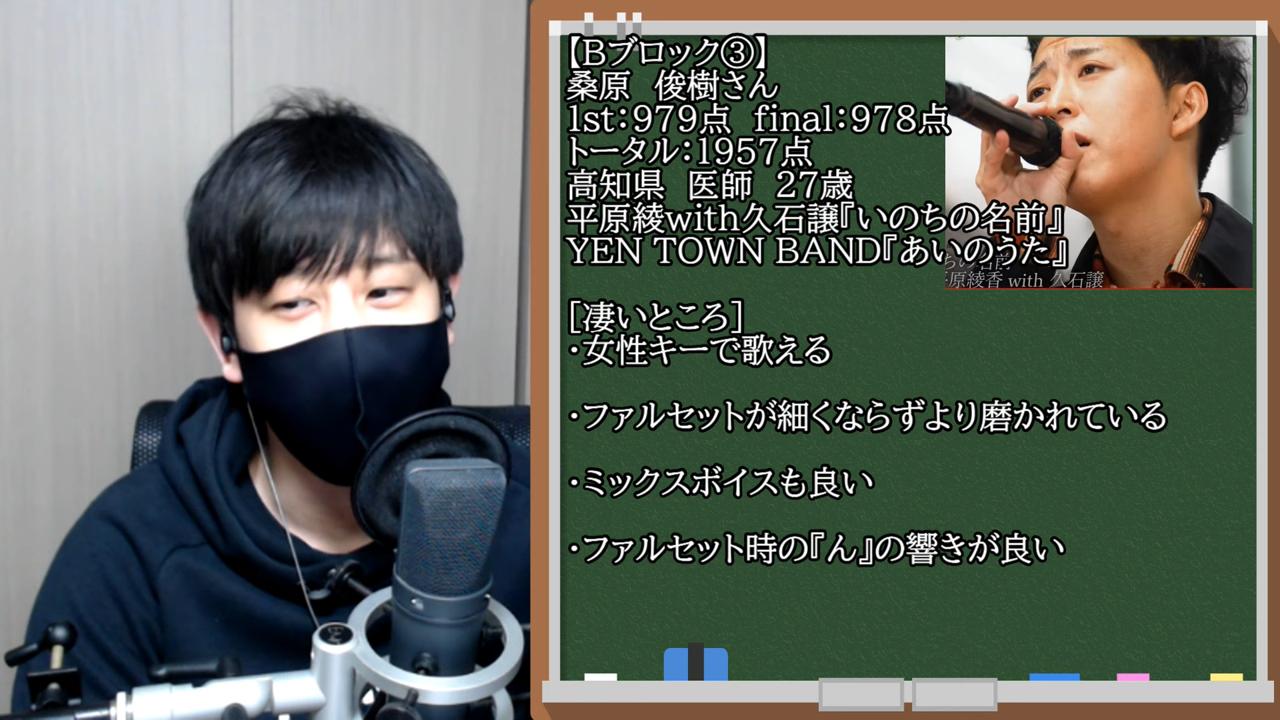 【Bブロック③】
桑原 俊樹さん
1st:979点 final:978点
トータル:1957点
高知県 医師 27歳
平原綾with久石譲『いのちの名前』
YEN TOWN BAND『あいのうた』
ちの名前
平原綾香 with 久石譲
[凄いところ]
・女性キーで歌える
・ファルセットが細くならずより磨かれている
・ミックスボイスも良い
・ファルセット時の『ん』の響きが良い